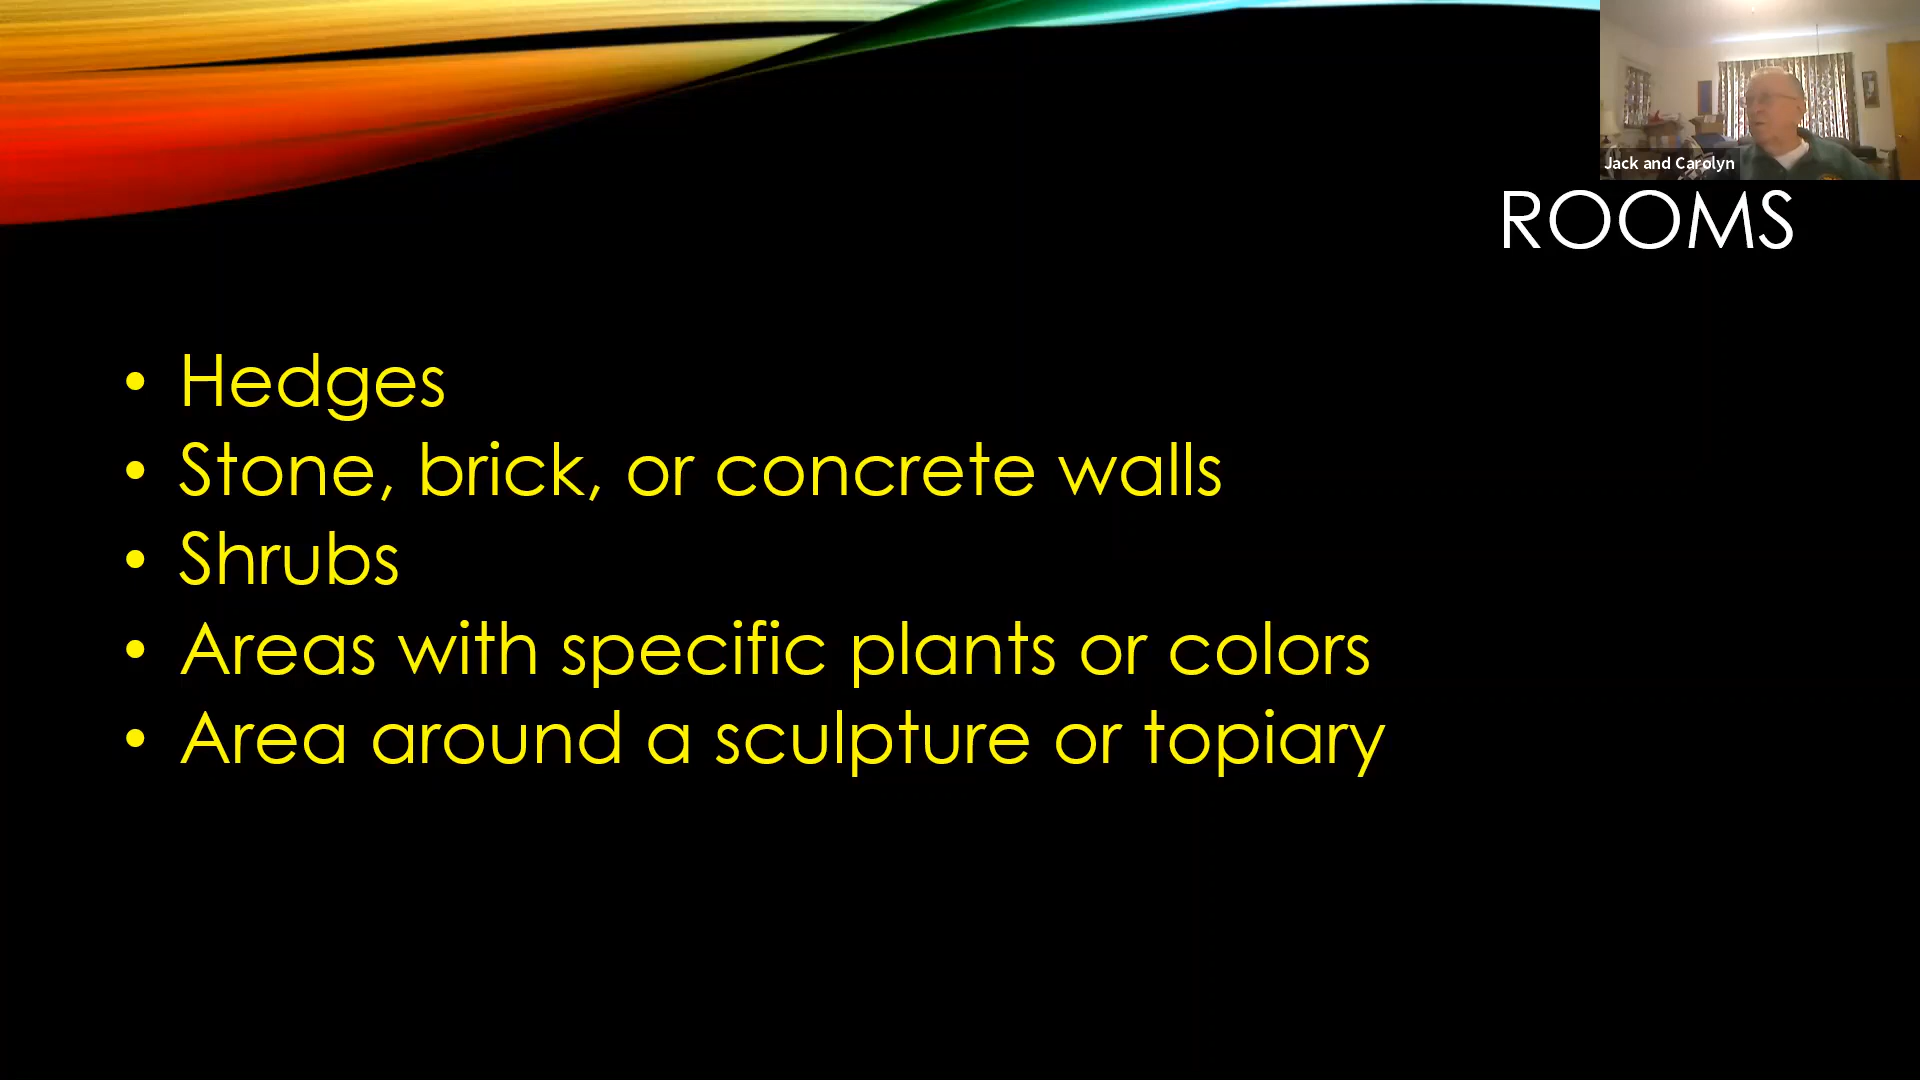 Jack and Carolyn
ROOMS
• Hedges
• Stone, brick, or concrete walls
• Shrubs
• Areas with specific plants or colors
• Area around a sculpture or topiary